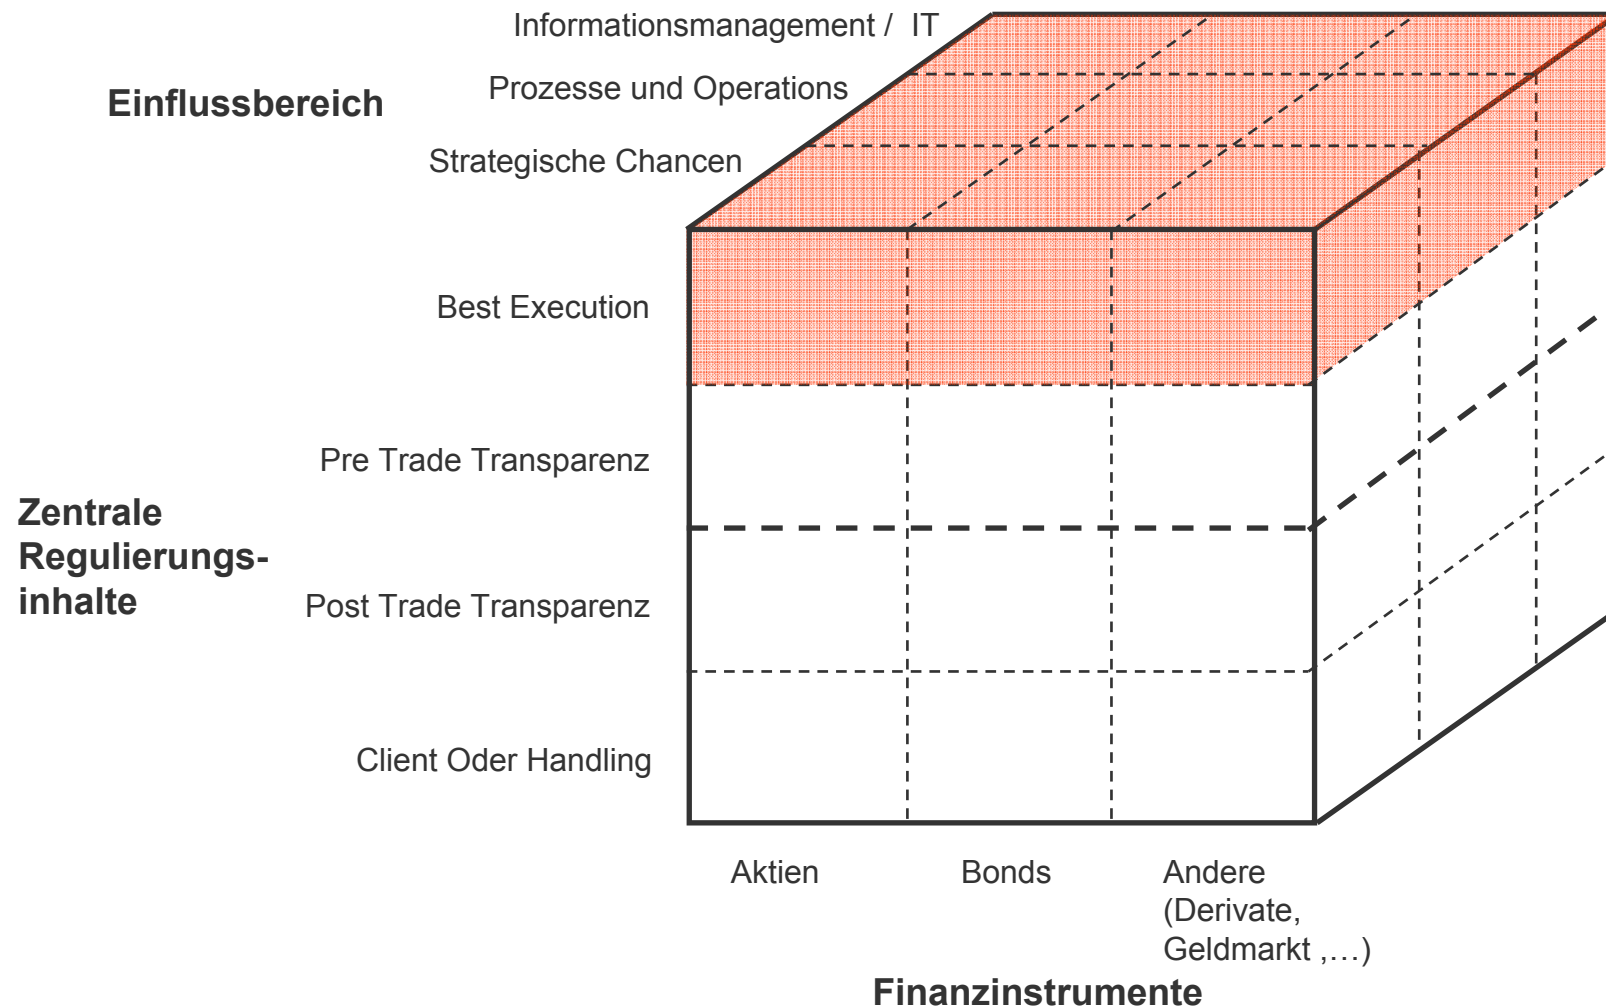 Informationsmanagement / IT
Prozesse und Operations
Einflussbereich
Strategische Chancen
Best Execution
Pre Trade Transparenz
Zentrale
Regulierungs-
inhalte
Post Trade Transparenz
Client Oder Handling
Aktien
Bonds
Andere
(Derivate,
Geldmarkt ,…)
Finanzinstrumente